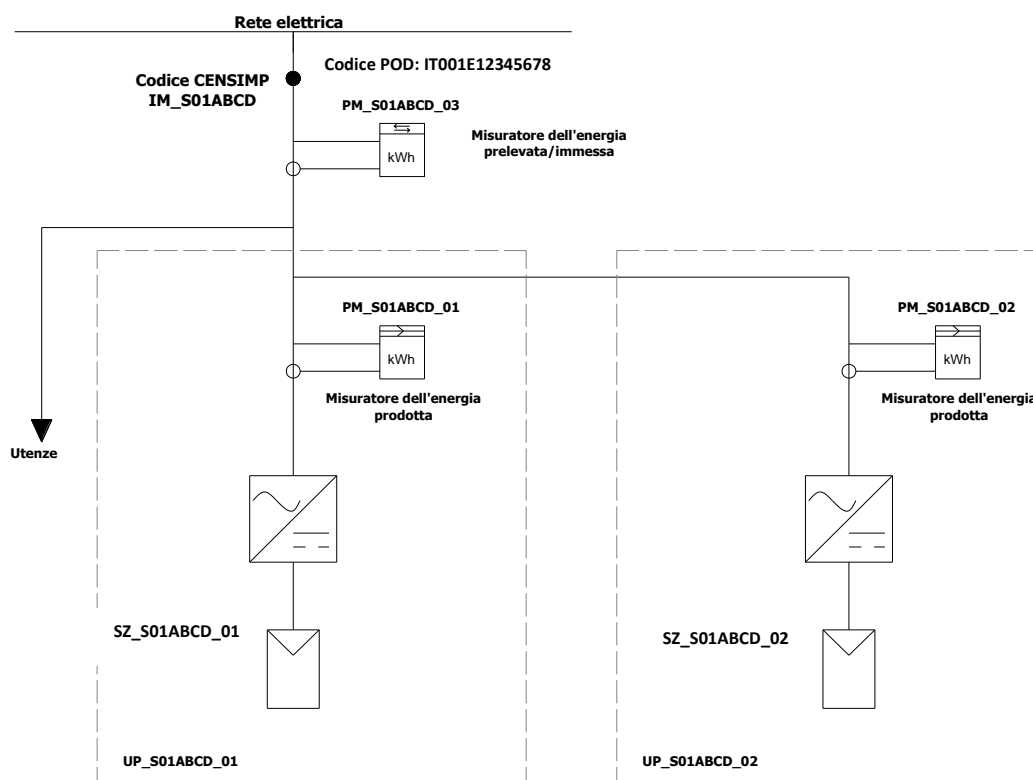 Rete elettrica
Codice POD: IT001E12345678
Codice CENSIMP
IM_S01ABCD
PM_S01ABCD_03
kWh
Misuratore dell'energia
prelevata/immessa
PM_S01ABCD_01
kWh
Misuratore dell'energia
prodotta
PM_S01ABCD_02
kWh
Misuratore dell'energia
prodotta
Utenze
SZ_S01ABCD_01
SZ_S01ABCD_02
UP_S01ABCD_01
UP_S01ABCD_02